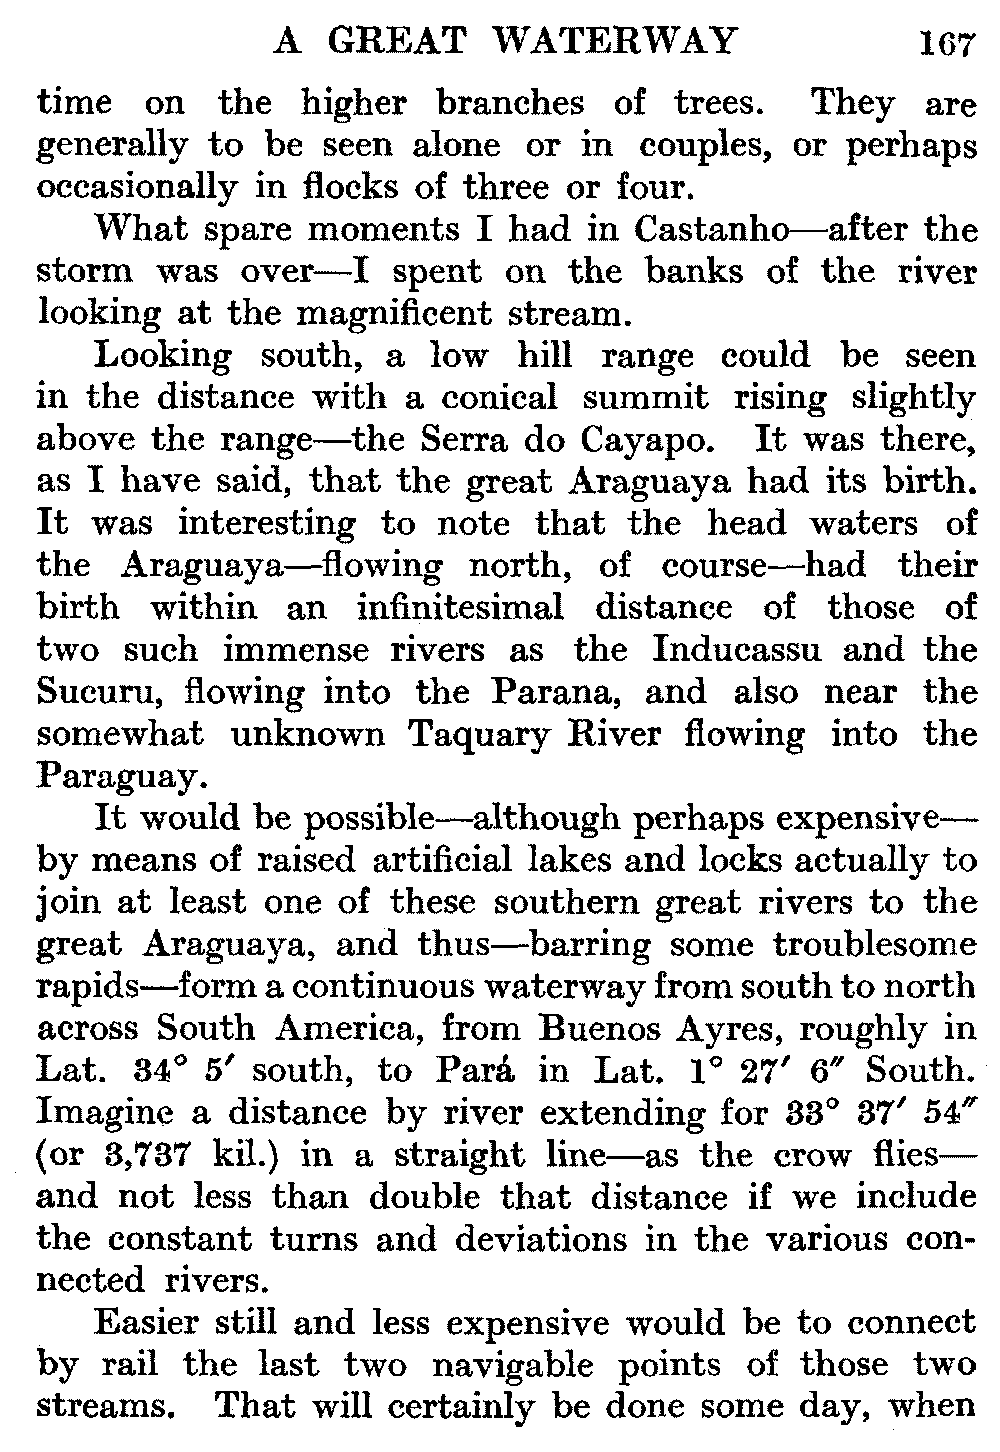 A GREAT WATERWAY 167
time on the higher branches of trees. They are
generally to be seen alone or in couples, or perhaps
occasionally in flocks of three or four.
What spare moments I had in Castanho—after the
storm was over—I spent on the banks of the river
looking at the magnificent stream.
Looking south, a low hill range could be seen
in the distance with a conical summit rising slightly
above the range—the Serra do Cayapo. It was there,
as I have said, that the great Araguaya had its birth.
It was interesting to note that the head waters of
the Araguaya—flowing north, of course—had their
birth within an infinitesimal distance of those of
two such immense rivers as the Inducassu and the
Sucuru, flowing into the Parana, and also near the
somewhat unknown Taquary River flowing into the
Paraguay.
It would be possible—although perhaps expensive—
by means of raised artificial lakes and locks actually to
join at least one of these southern great rivers to the
great Araguaya, and thus—barring some troublesome
rapids—form a continuous waterway from south to north
across South America, from Buenos Ayres, roughly in
Lat. 34° 5′ south, to Pará in Lat. 1° 27′ 6″ South.
Imagine a distance by river extending for 33° 37′ 54″
(or 3,737 kil.) in a straight line—as the crow flies—
and not less than double that distance if we include
the constant turns and deviations in the various con-
nected rivers.
Easier still and less expensive would be to connect
by rail the last two navigable points of those two
streams. That will certainly be done some day, when